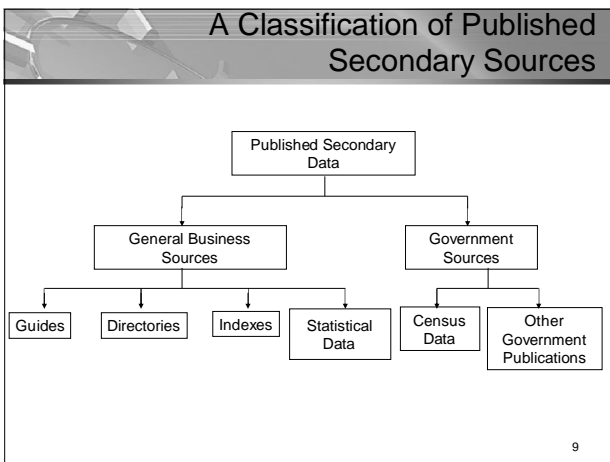 A Classification of Published
Secondary Sources
Published Secondary
Data
General Business
Sources
Government
Sources
Guides
Directories
Indexes
Statistical
Data
Census
Data
Other
Government
Publications
9